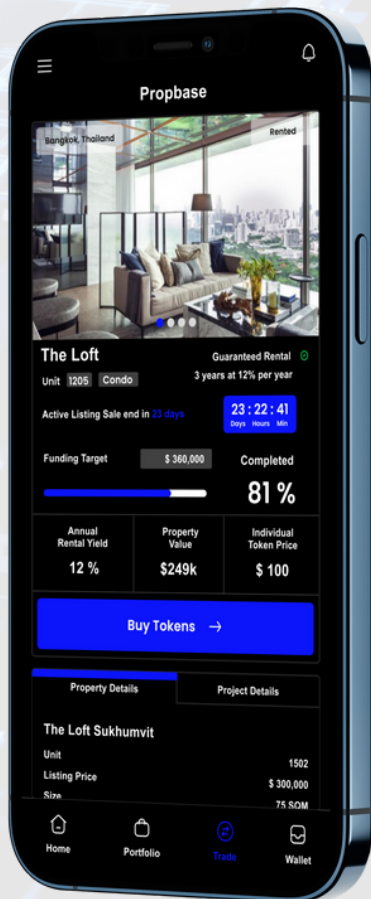 Propbase
Bangkok, Thailand Rented
The Loft Guaranteed Rental
Unit 1205 Condo 3 years at 12% per year
Active Listing Sale end in 23 days 23 : 22 : 41
Days Hours Min
Funding Target $ 360,000 Completed
81 %
Annual Rental Yield Property Value Individual Token Price
12 % $249k $ 100
Buy Tokens →
Property Details Project Details
The Loft Sukhumvit
Unit 1502
Listing Price $ 300,000
Size 75 SQM
Home Portfolio Trade Wallet